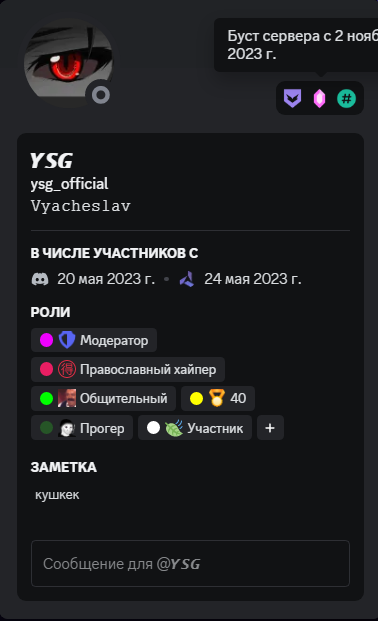 Буст сервера с 2 нояб
2023 г.
YSG
ysg_official
Vyacheslav
В ЧИСЛЕ УЧАСТНИКОВ С
20 мая 2023 г. • 24 мая 2023 г.
РОЛИ
Модератор
Православный хайпер
Общительный 40
Прогер Участник +
ЗАМЕТКА
кушкек
Сообщение для @YSG